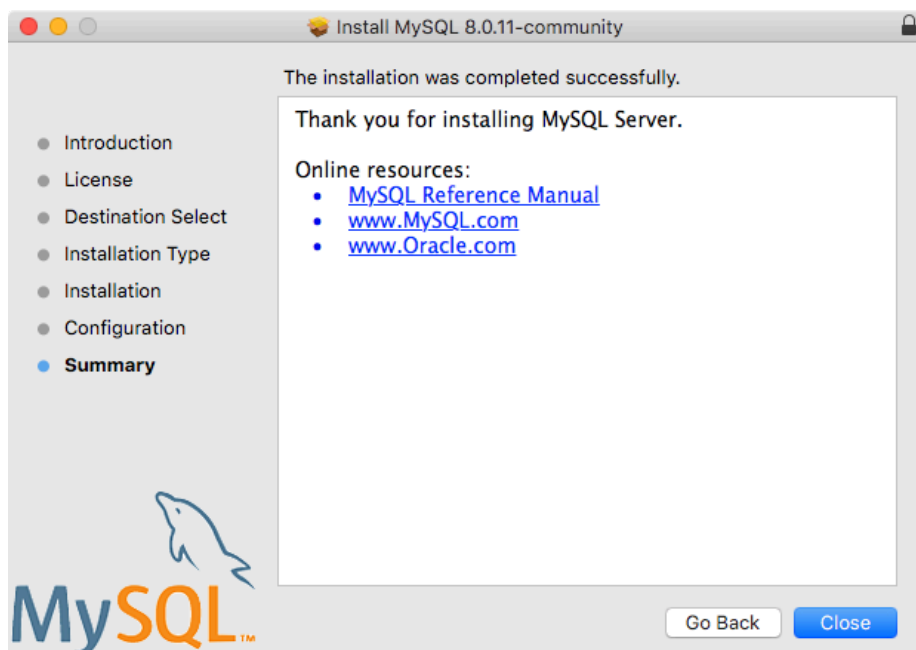 Install MySQL 8.0.11-community
The installation was completed successfully.
Introduction
License
Destination Select
Installation Type
Installation
Configuration
Summary
Thank you for installing MySQL Server.
Online resources:
• MySQL Reference Manual
• www.MySQL.com
• www.Oracle.com
MySQL™
Go Back
Close